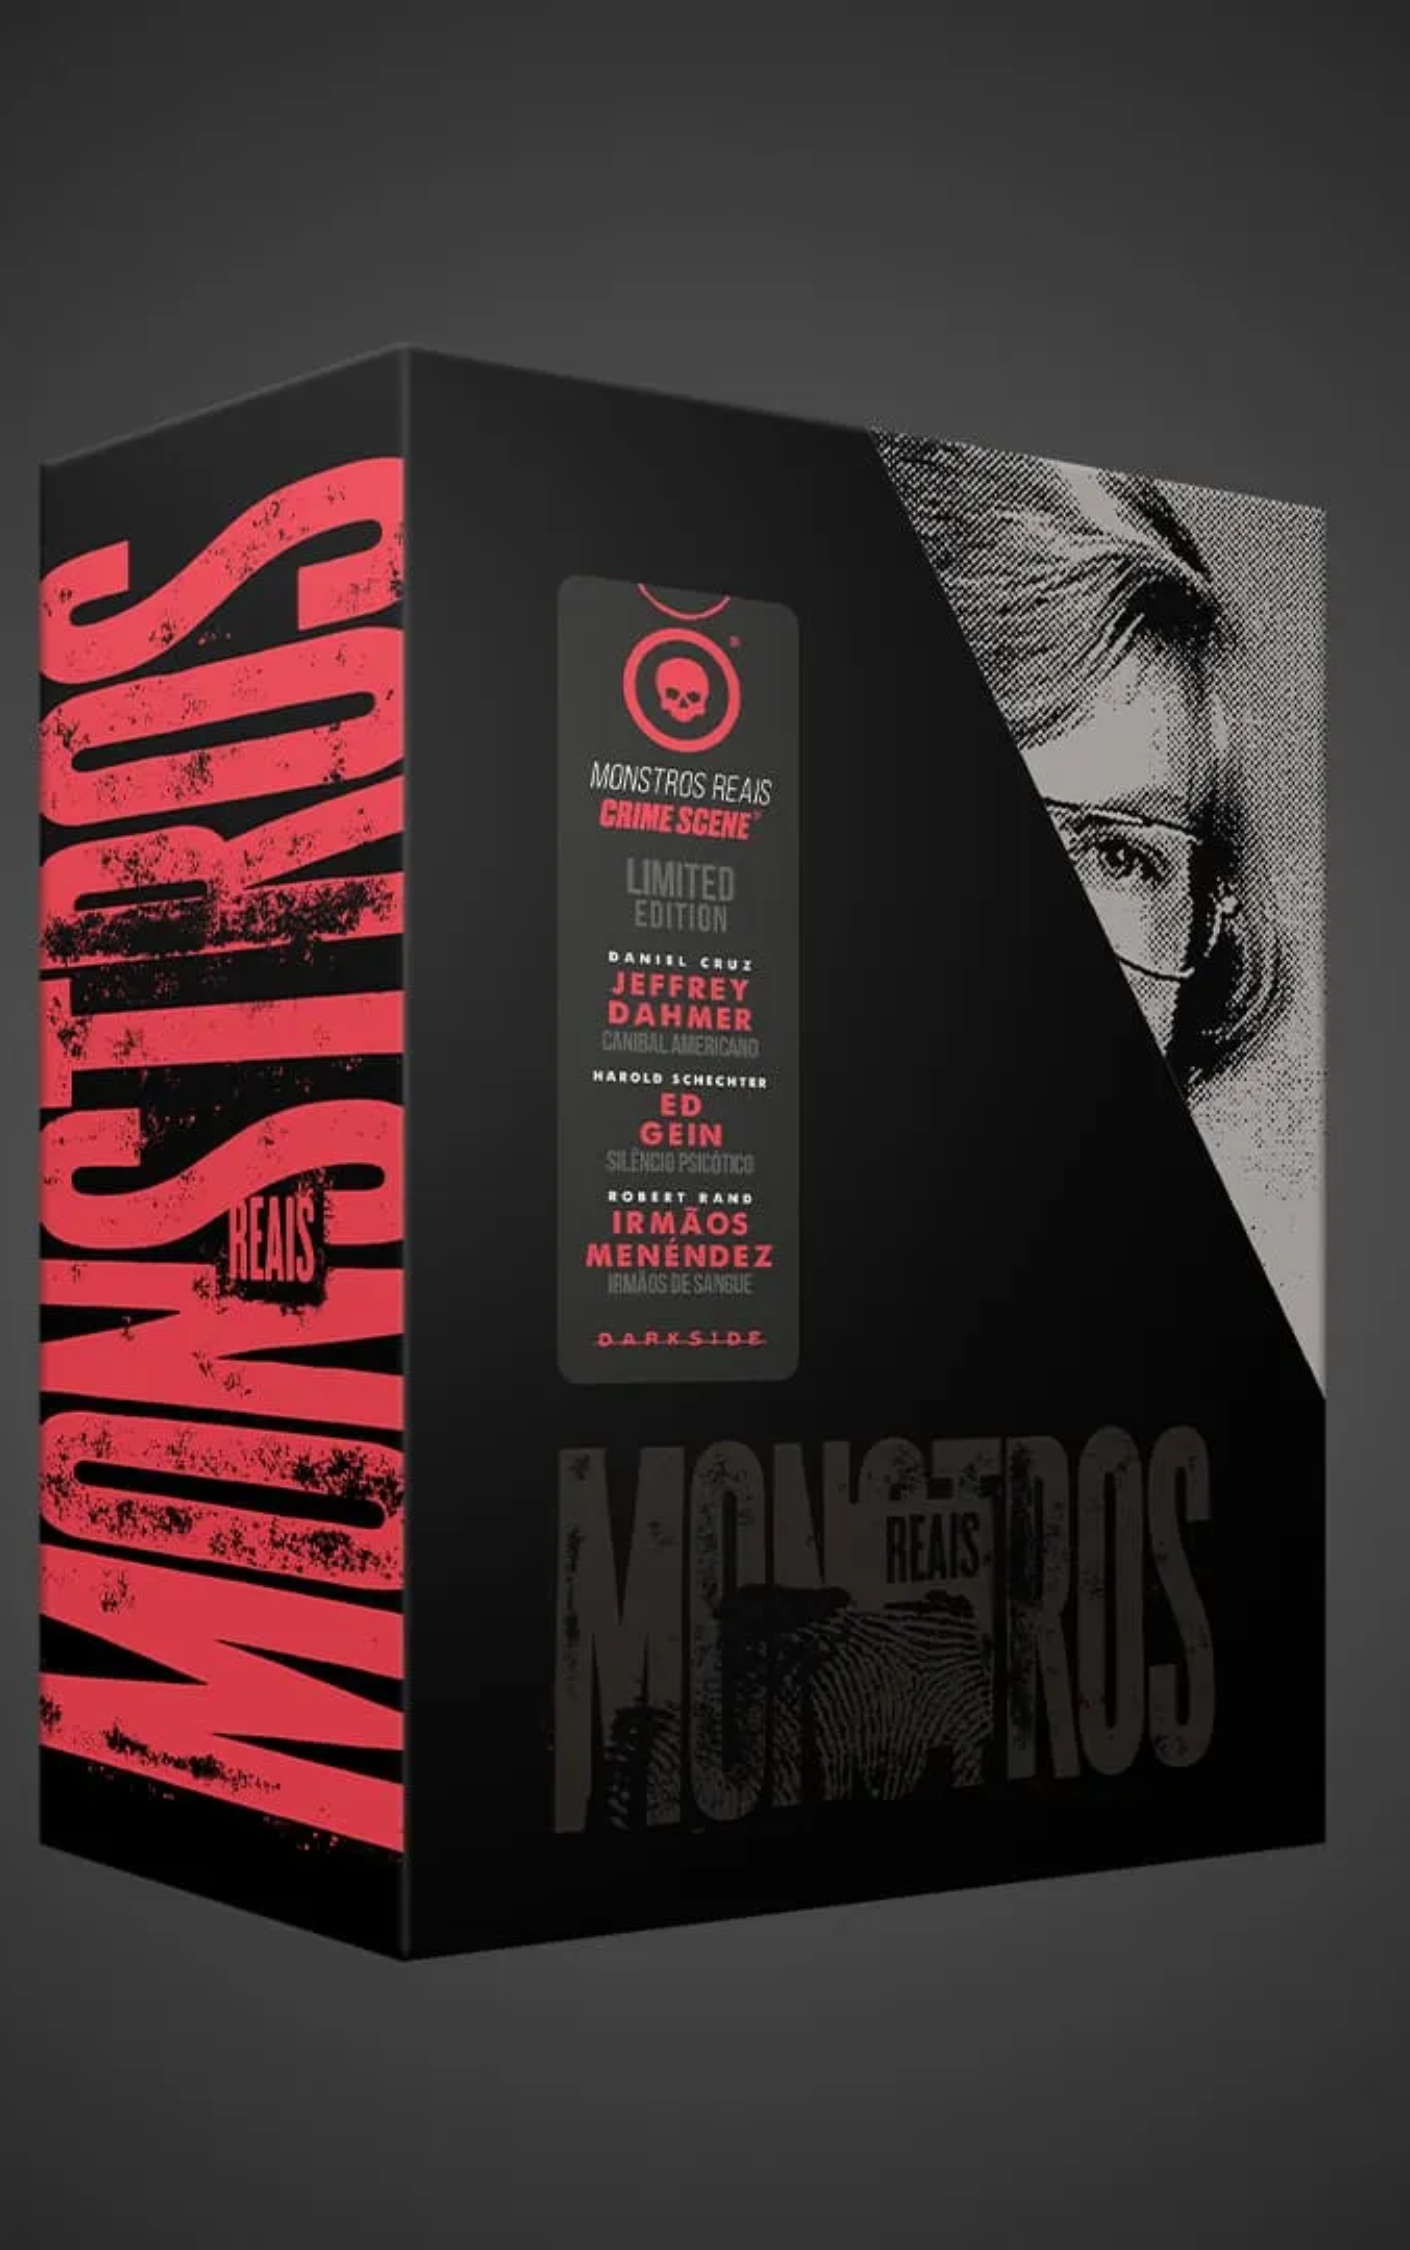 MONSTROS
REAIS
MONSTROS REAIS
CRIME SCENE®
LIMITED
EDITION
DANIEL CRUZ
JEFFREY
DAHMER
CANIBAL AMERICANO
HAROLD SCHECHTER
ED
GEIN
SILÊNCIO PSICÓTICO
ROBERT RAND
IRMÃOS
MENÉNDEZ
IRMÃOS DE SANGUE
DARKSIDE
MONSTROS
REAIS